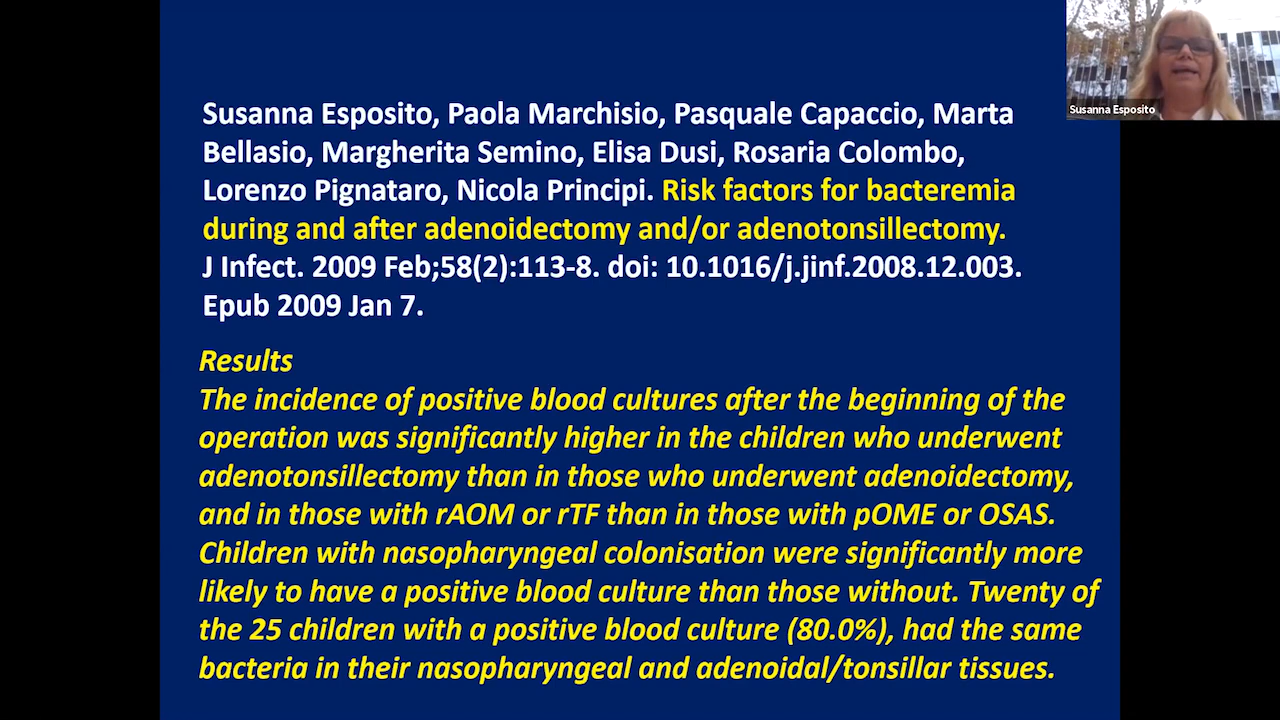 Susanna Esposito, Paola Marchisio, Pasquale Capaccio, Marta
Bellasio, Margherita Semino, Elisa Dusi, Rosaria Colombo,
Lorenzo Pignataro, Nicola Principi. Risk factors for bacteremia
during and after adenoidectomy and/or adenotonsillectomy.
J Infect. 2009 Feb;58(2):113-8. doi: 10.1016/j.jinf.2008.12.003.
Epub 2009 Jan 7.
Results
The incidence of positive blood cultures after the beginning of the
operation was significantly higher in the children who underwent
adenotonsillectomy than in those who underwent adenoidectomy,
and in those with rAOM or rTF than in those with pOME or OSAS.
Children with nasopharyngeal colonisation were significantly more
likely to have a positive blood culture than those without. Twenty of
the 25 children with a positive blood culture (80.0%), had the same
bacteria in their nasopharyngeal and adenoidal/tonsillar tissues.
Susanna Esposito